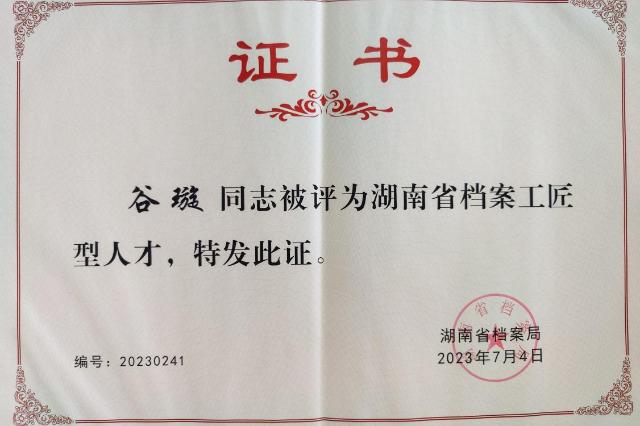 证书
谷璇 同志被评为湖南省档案工匠
型人才，特发此证。
湖南省档案局
编号：20230241
2023年7月4日